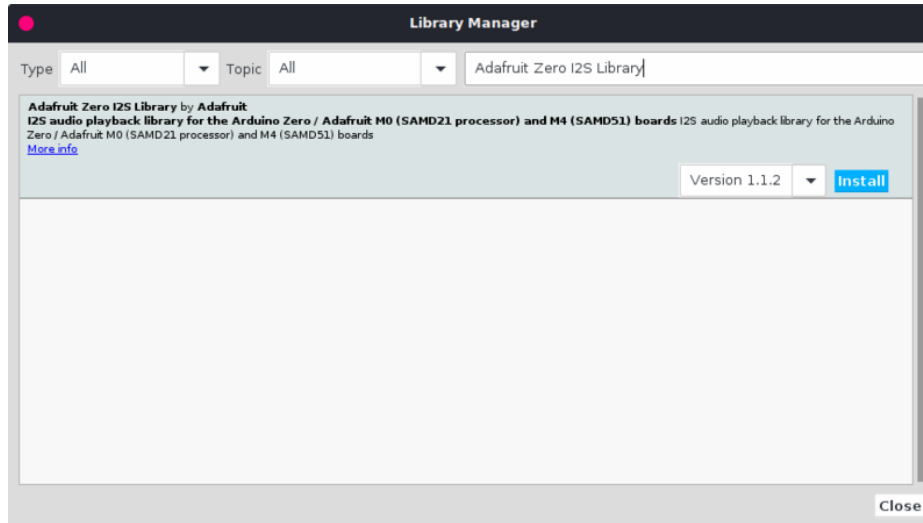 Library Manager
Type All Topic All Adafruit Zero I2S Library
Adafruit Zero I2S Library by Adafruit
I2S audio playback library for the Arduino Zero / Adafruit M0 (SAMD21 processor) and M4 (SAMD51) boards I2S audio playback library for the Arduino
Zero / Adafruit M0 (SAMD21 processor) and M4 (SAMD51) boards
More info
Version 1.1.2 Install
Close